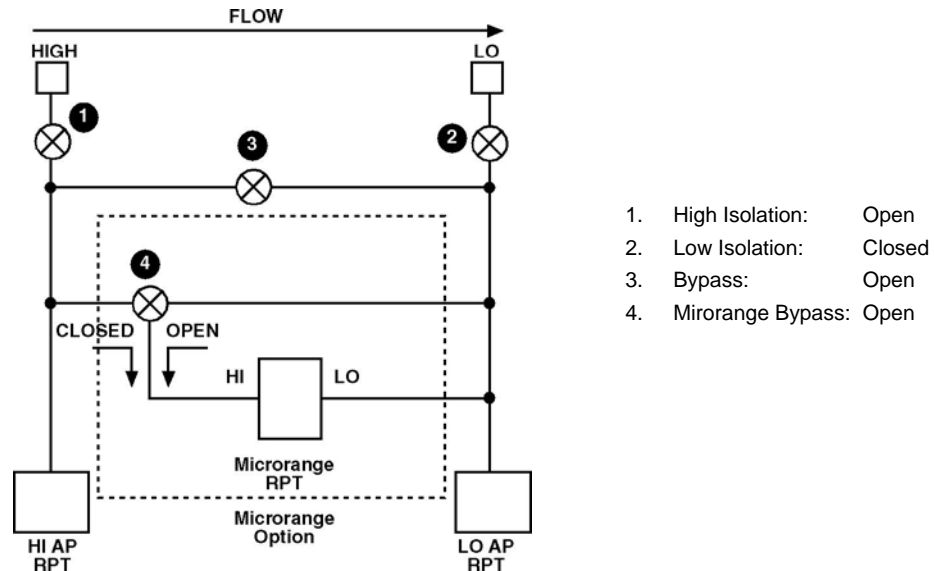 FLOW
HIGH
LO
1
2
3
1. High Isolation: Open
2. Low Isolation: Closed
3. Bypass: Open
4. Mirorange Bypass: Open
4
CLOSED OPEN
HI LO
Microrange
RPT
Microrange
Option
HI AP
RPT
LO AP
RPT